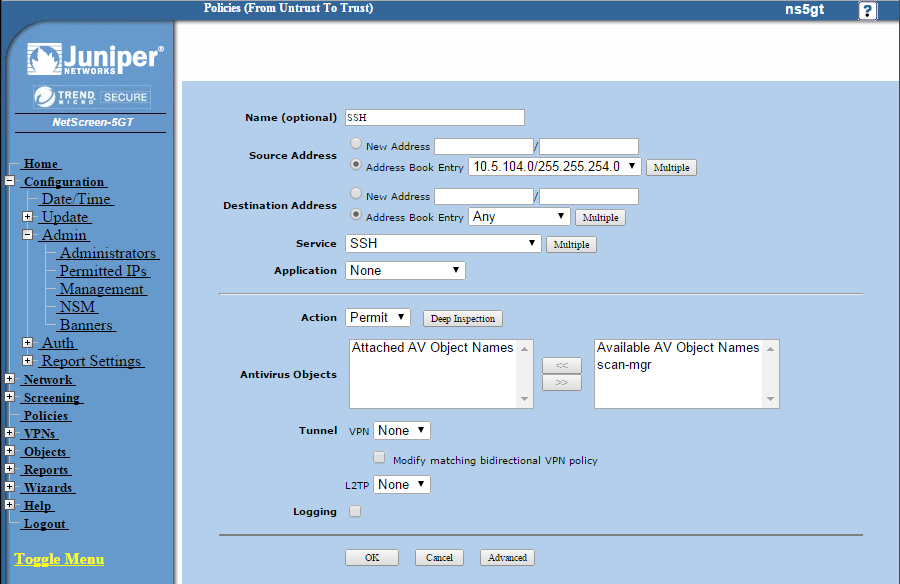 Policies (From Untrust To Trust) ns5gt ?
Juniper®
NETWORKS
TREND MICRO SECURE
NetScreen-5GT
Home
Configuration
Date/Time
Update
Admin
Administrators
Permitted IPs
Management
NSM
Banners
Auth
Report Settings
Network
Screening
Policies
VPNs
Objects
Reports
Wizards
Help
Logout
Toggle Menu
Name (optional) SSH
Source Address
New Address /
Address Book Entry 10.5.104.0/255.255.254.0 Multiple
Destination Address
New Address /
Address Book Entry Any Multiple
Service SSH Multiple
Application None
Action Permit Deep Inspection
Antivirus Objects
Attached AV Object Names
<<
>>
Available AV Object Names
scan-mgr
Tunnel VPN None
Modify matching bidirectional VPN policy
L2TP None
Logging
OK Cancel Advanced